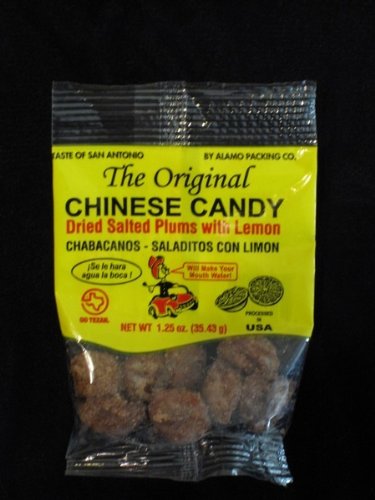 TASTE OF SAN ANTONIO BY ALAMO PACKING CO.
The Original
CHINESE CANDY
Dried Salted Plums with Lemon
CHABACANOS - SALADITOS CON LIMON
¡Se le hara
agua la boca!
Will Make Your
Mouth Water!
GO TEXAN.
PROCESSED
IN
USA
NET WT 1.25 oz. (35.43 g)